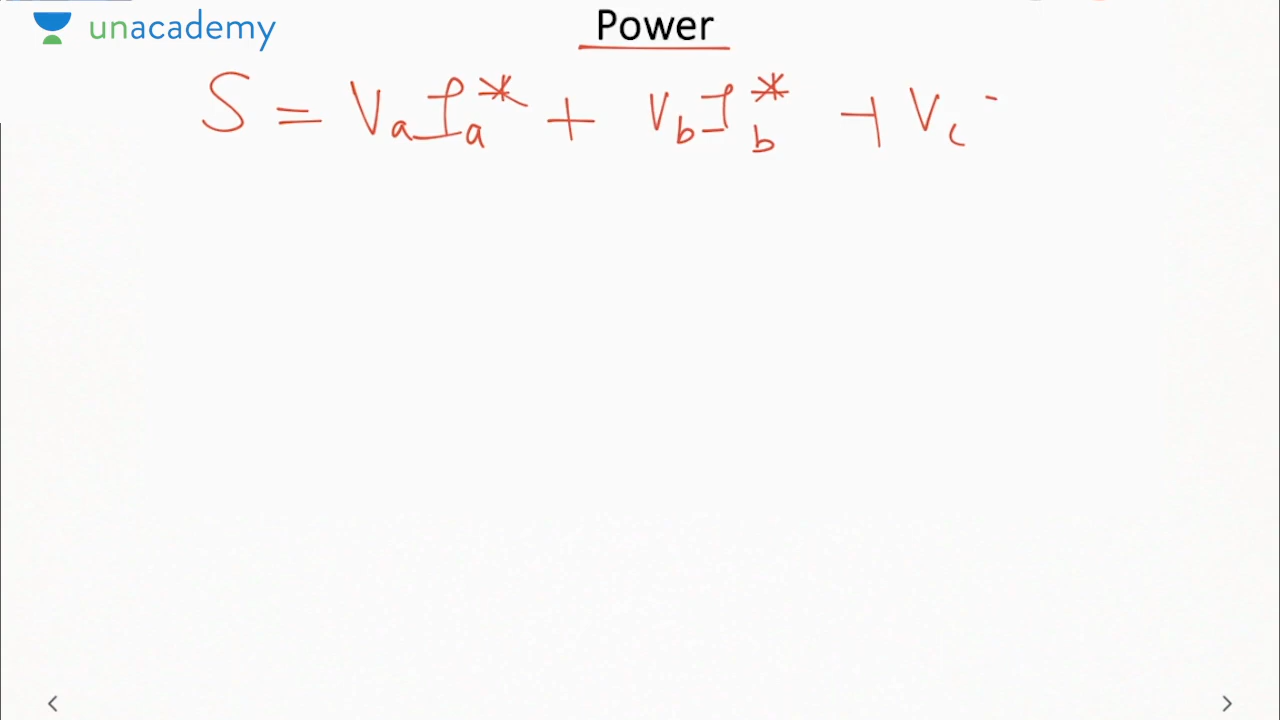 unacademy
Power
S = VaIa* + VbIb* + Vc